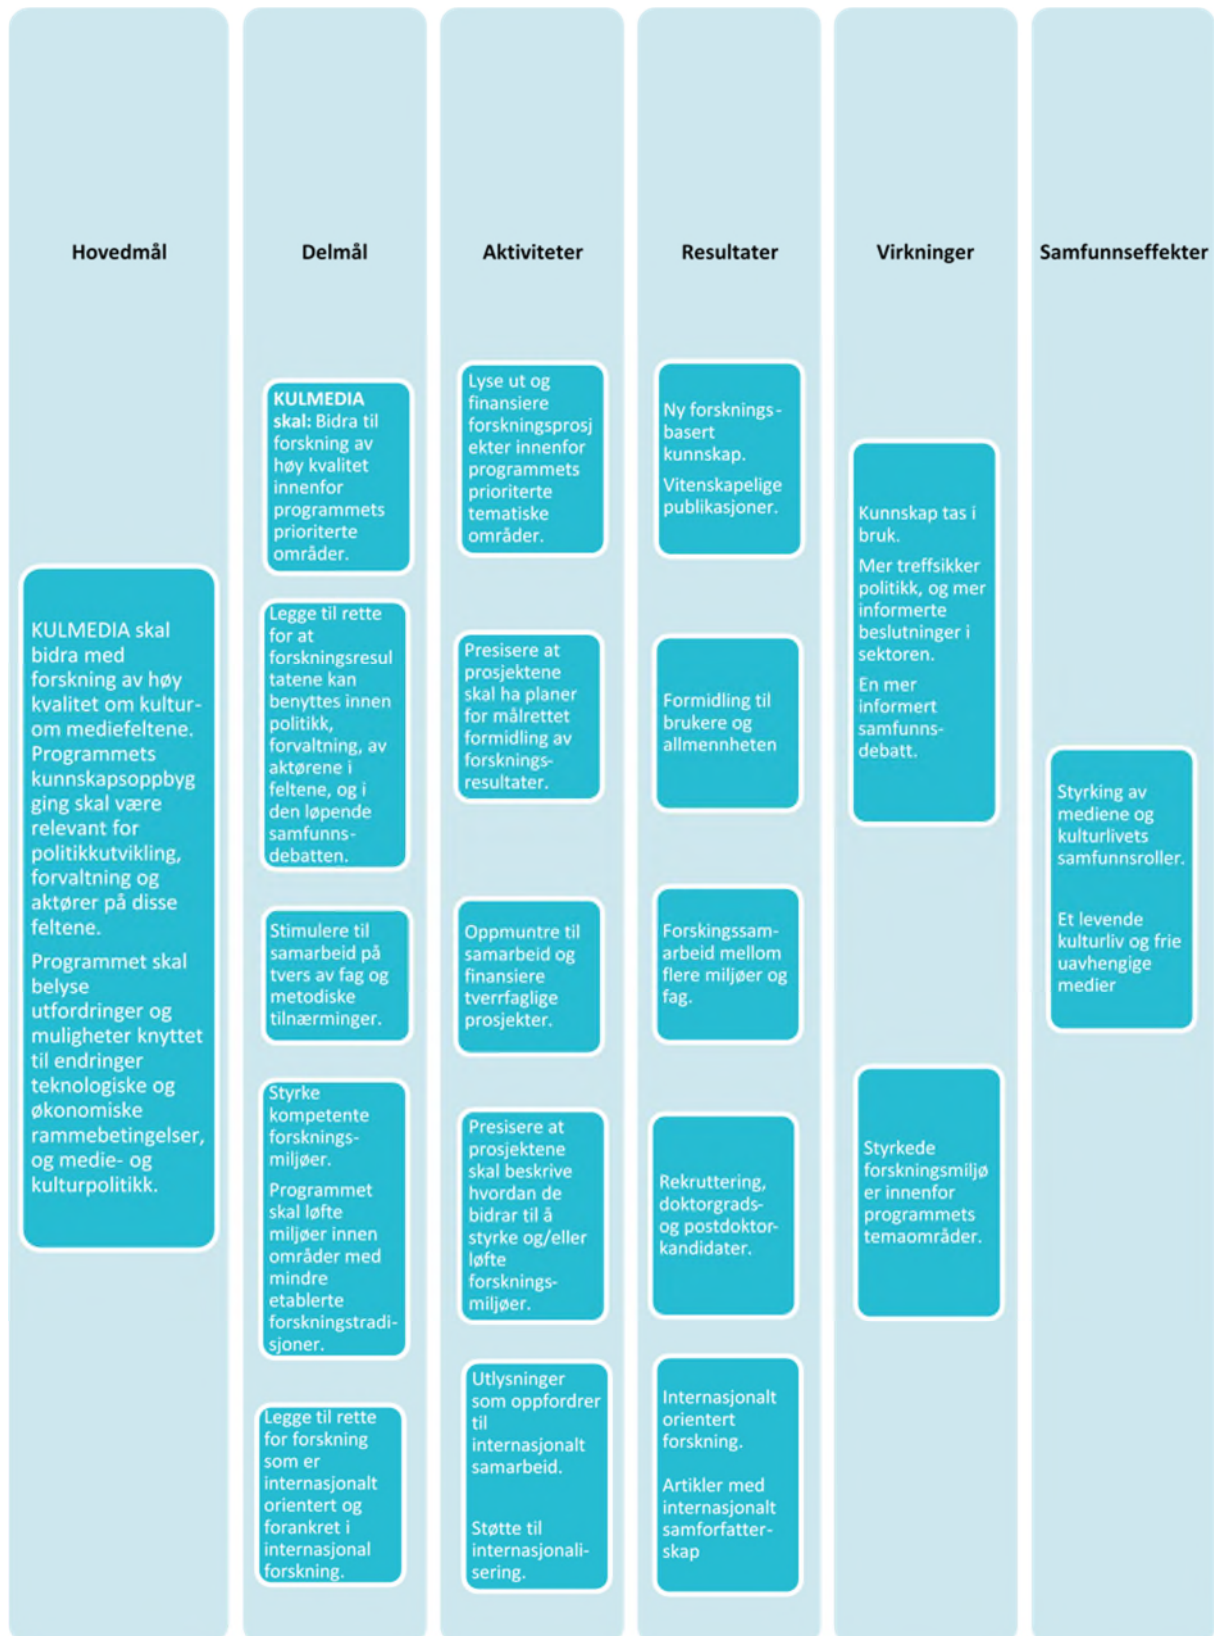 Hovedmål
KULMEDIA skal
bidra med
forskning av høy
kvalitet om kultur-
om mediefeltene.
Programmets
kunnskapsoppbyg
ging skal være
relevant for
politikkutvikling,
forvaltning og
aktører på disse
feltene.
Programmet skal
belyse
utfordringer og
muligheter knyttet
til endringer
teknologiske og
økonomiske
rammebetingelser,
og medie- og
kulturpolitikk.
Delmål
KULMEDIA
skal: Bidra til
forskning av
høy kvalitet
innenfor
programmets
prioriterte
områder.
Legge til rette
for at
forskningsresul
tatene kan
benyttes innen
politikk,
forvaltning, av
aktørene i
feltene, og i
den løpende
samfunns-
debatten.
Stimulere til
samarbeid på
tvers av fag og
metodiske
tilnærminger.
Styrke
kompetente
forsknings-
miljøer.
Programmet
skal løfte
miljøer innen
områder med
mindre
etablerte
forskningstradi-
sjoner.
Legge til rette
for forskning
som er
internasjonalt
orientert og
forankret i
internasjonal
forskning.
Aktiviteter
Lyse ut og
finansiere
forskningsprosj
ekter innenfor
programmets
prioriterte
tematiske
områder.
Presisere at
prosjektene
skal ha planer
for målrettet
formidling av
forsknings-
resultater.
Oppmuntre til
samarbeid og
finansiere
tverrfaglige
prosjekter.
Presisere at
prosjektene
skal beskrive
hvordan de
bidrar til å
styrke og/eller
løfte
forsknings-
miljøer.
Utlysninger
som oppfordrer
til
internasjonalt
samarbeid.
Støtte til
internasjonali-
sering.
Resultater
Ny forsknings-
basert
kunnskap.
Vitenskapelige
publikasjoner.
Formidling til
brukere og
allmennheten
Forskingssam-
arbeid mellom
flere miljøer og
fag.
Rekruttering,
doktorgrads-
og postdoktor-
kandidater.
Internasjonalt
orientert
forskning.
Artikler med
internasjonalt
samforfatter-
skap
Virkninger
Kunnskap tas i
bruk.
Mer treffsikker
politikk, og mer
informerte
beslutninger i
sektoren.
En mer
informert
samfunns-
debatt.
Styrkede
forskningsmiljø
er innenfor
programmets
temaområder.
Samfunnseffekter
Styrking av
mediene og
kulturlivets
samfunnsroller.
Et levende
kulturliv og frie
uavhengige
medier